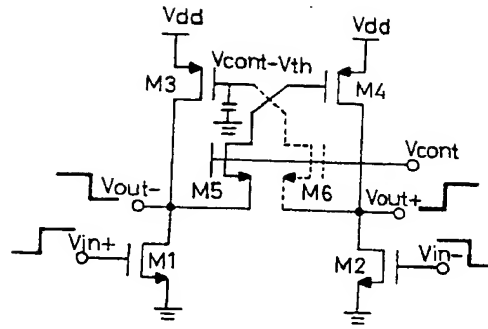 Vdd
Vdd
Vcont-Vth
M3
M4
Vcont
M5
M6
Vout-
Vout+
Vin+
M1
M2
Vin-